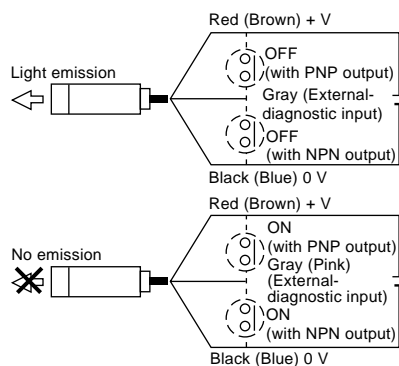 Red (Brown) + V
OFF
(with PNP output)
Light emission
Gray (External-
diagnostic input)
OFF
(with NPN output)
Black (Blue) 0 V
Red (Brown) + V
ON
(with PNP output)
No emission
Gray (Pink)
(External-
diagnostic input)
ON
(with NPN output)
Black (Blue) 0 V